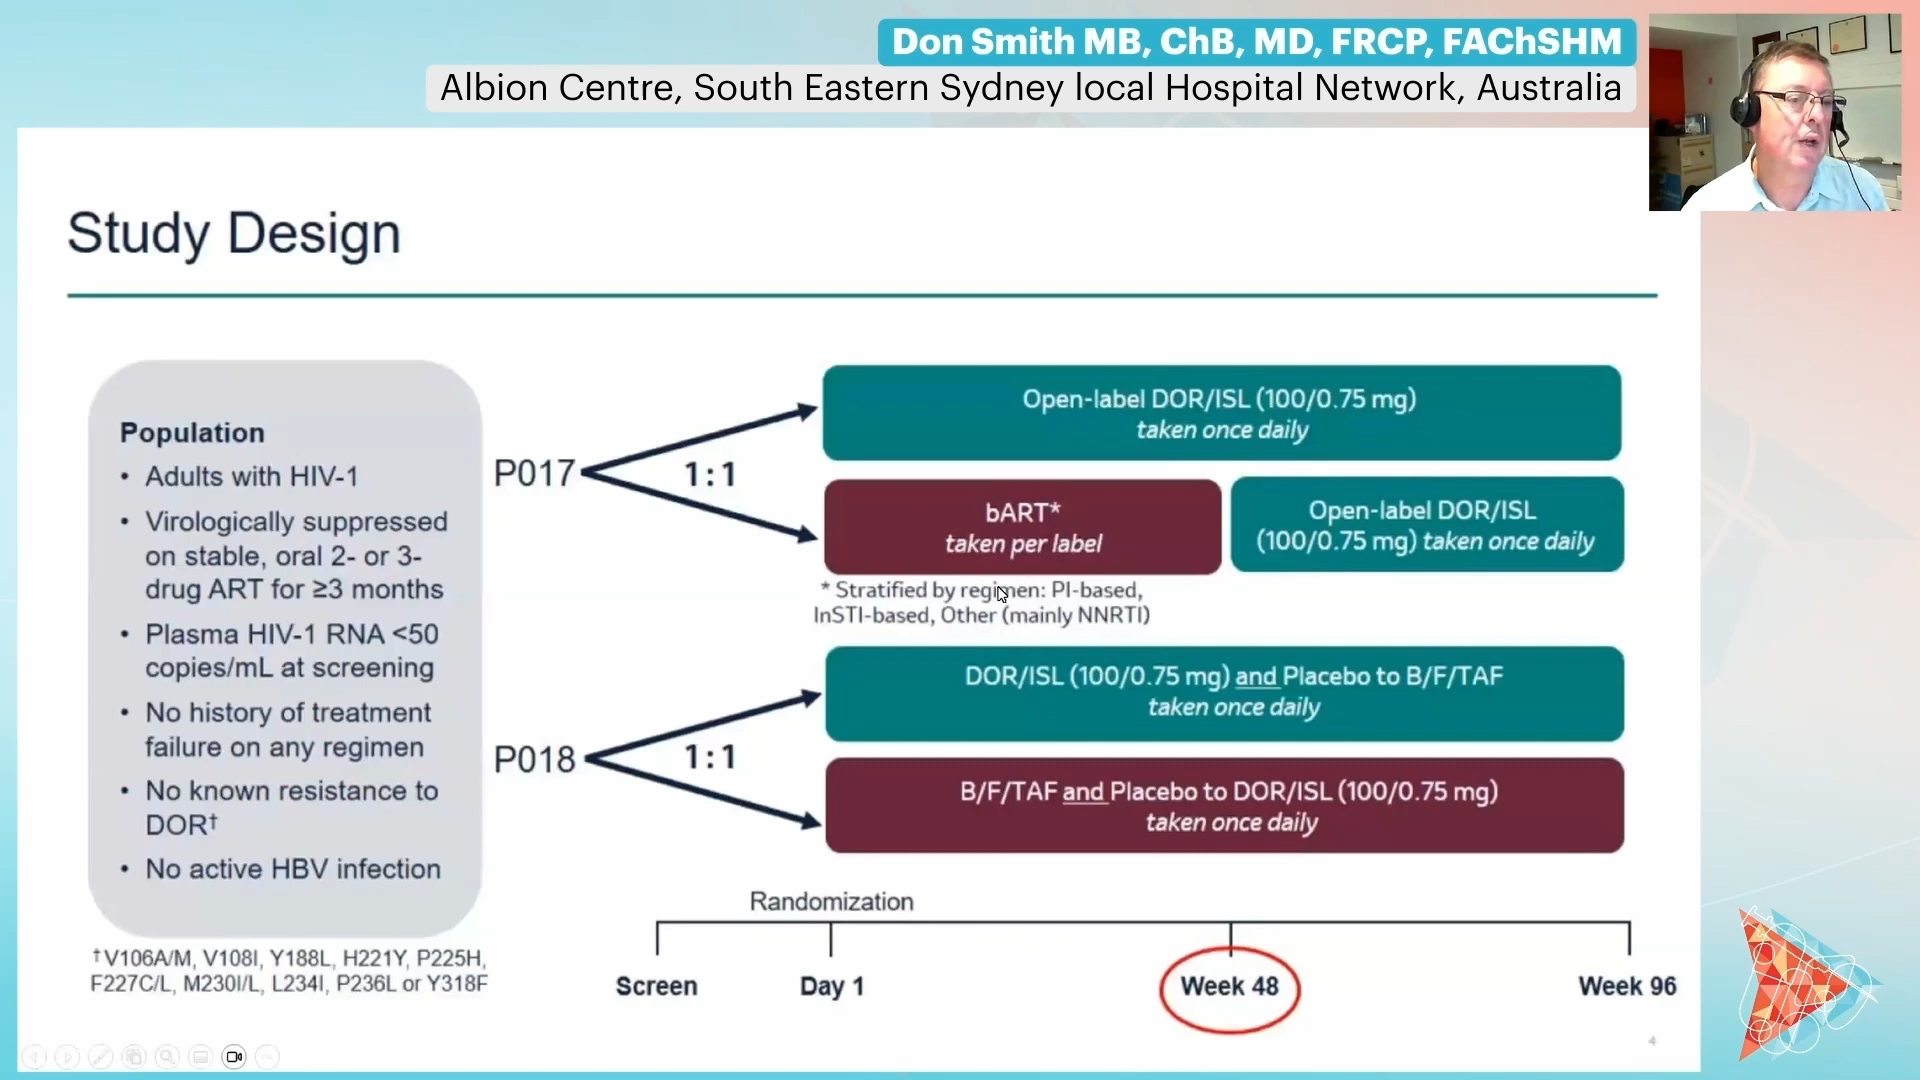 Don Smith MB, ChB, MD, FRCP, FAChSHM
Albion Centre, South Eastern Sydney local Hospital Network, Australia
Study Design
Population
• Adults with HIV-1
• Virologically suppressed
on stable, oral 2- or 3-
drug ART for ≥3 months
• Plasma HIV-1 RNA <50
copies/mL at screening
• No history of treatment
failure on any regimen
• No known resistance to
DOR†
• No active HBV infection
†V106A/M, V108I, Y188L, H221Y, P225H,
F227C/L, M230I/L, L234I, P236L or Y318F
P017
1:1
Open-label DOR/ISL (100/0.75 mg)
taken once daily
bART*
taken per label
Open-label DOR/ISL
(100/0.75 mg) taken once daily
* Stratified by regimen: PI-based,
InSTI-based, Other (mainly NNRTI)
P018
1:1
DOR/ISL (100/0.75 mg) and Placebo to B/F/TAF
taken once daily
B/F/TAF and Placebo to DOR/ISL (100/0.75 mg)
taken once daily
Randomization
Screen
Day 1
Week 48
Week 96
4